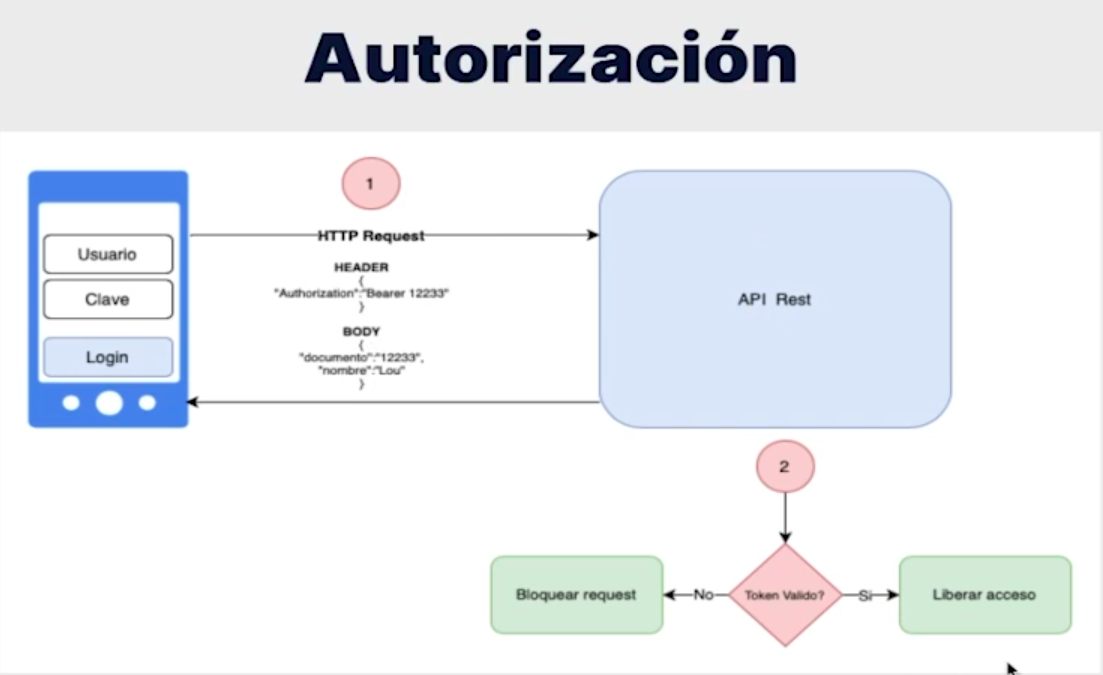 Autorización
1
HTTP Request
HEADER
{
"Authorization":"Bearer 12233"
}
BODY
{
"documento":"12233",
"nombre":"Lou"
}
Usuario
Clave
Login
API Rest
2
Bloquear request
No
Token Valido?
Si
Liberar acceso